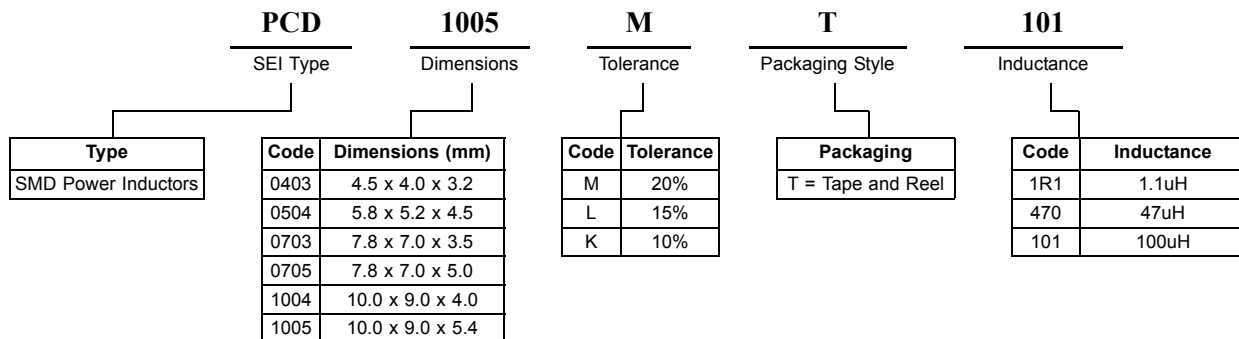 PCD 1005 M T 101
SEI Type Dimensions Tolerance Packaging Style Inductance
Type
SMD Power Inductors
Code Dimensions (mm)
0403 4.5 x 4.0 x 3.2
0504 5.8 x 5.2 x 4.5
0703 7.8 x 7.0 x 3.5
0705 7.8 x 7.0 x 5.0
1004 10.0 x 9.0 x 4.0
1005 10.0 x 9.0 x 5.4
Code Tolerance
M 20%
L 15%
K 10%
Packaging
T = Tape and Reel
Code Inductance
1R1 1.1uH
470 47uH
101 100uH